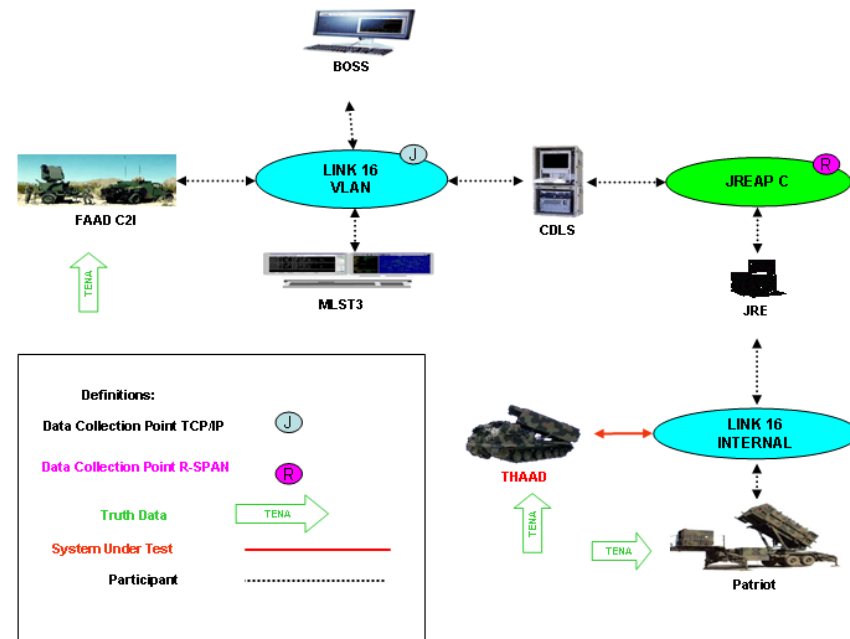 BOSS
LINK 16
VLAN
J
JREAP C
R
FAAD C2I
CDLS
TENA
MLST3
JRE
Definitions:
Data Collection Point TCP/IP
J
Data Collection Point R-SPAN
R
Truth Data
TENA
System Under Test
Participant
LINK 16
INTERNAL
THAAD
TENA
TENA
Patriot